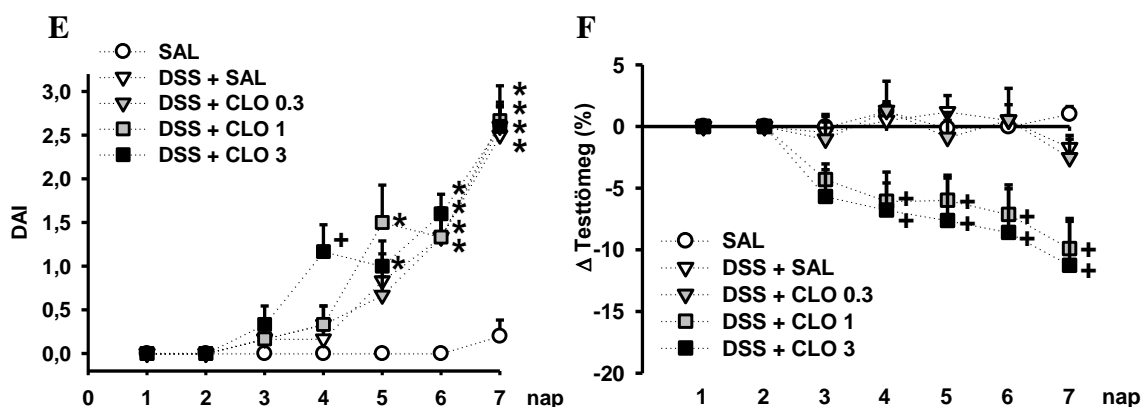 E
SAL
DSS + SAL
DSS + CLO 0.3
DSS + CLO 1
DSS + CLO 3
DAI
3,0
2,5
2,0
1,5
1,0
0,5
0,0
*
*
*
*
+
*
*
*
*
*
*
0 1 2 3 4 5 6 7 nap
F
Δ Testtömeg (%)
5
0
-5
-10
-15
-20
+ + + +
+ + + +
SAL
DSS + SAL
DSS + CLO 0.3
DSS + CLO 1
DSS + CLO 3
1 2 3 4 5 6 7 nap